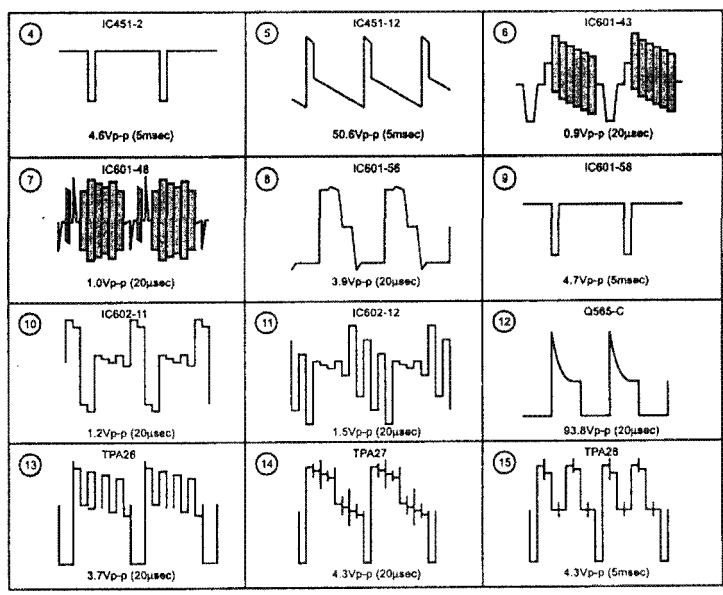 4 IC451-2
4.6Vp-p (5msec)
5 IC451-12
50.6Vp-p (5msec)
6 IC601-43
0.9Vp-p (20µsec)
7 IC601-48
1.0Vp-p (20µsec)
8 IC601-56
3.9Vp-p (20µsec)
9 IC601-58
4.7Vp-p (5msec)
10 IC602-11
1.2Vp-p (20µsec)
11 IC602-12
1.5Vp-p (20µsec)
12 Q565-C
93.8Vp-p (20µsec)
13 TPA26
3.7Vp-p (20µsec)
14 TPA27
4.3Vp-p (20µsec)
15 TPA28
4.3Vp-p (5msec)